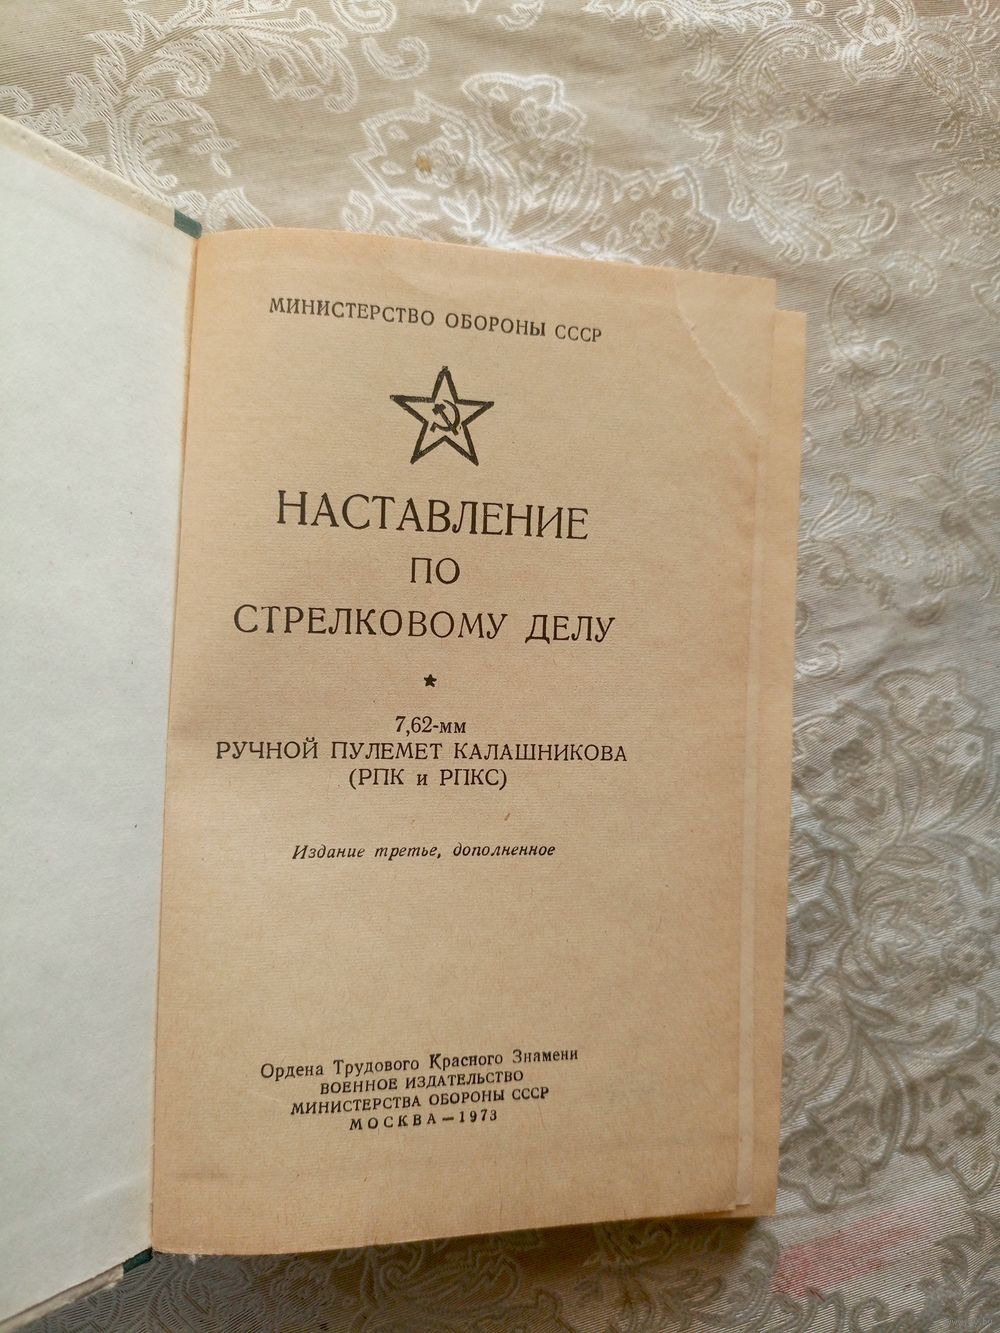 МИНИСТЕРСТВО ОБОРОНЫ СССР
НАСТАВЛЕНИЕ
ПО
СТРЕЛКОВОМУ ДЕЛУ
7,62-мм
РУЧНОЙ ПУЛЕМЕТ КАЛАШНИКОВА
(РПК и РПКС)
Издание третье, дополненное
Ордена Трудового Красного Знамени
ВОЕННОЕ ИЗДАТЕЛЬСТВО
МИНИСТЕРСТВА ОБОРОНЫ СССР
МОСКВА — 1973